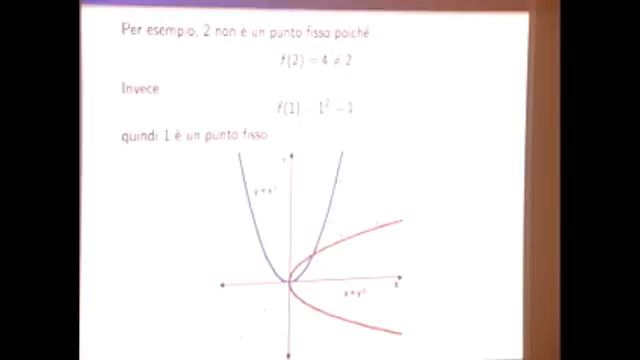 Per esempio, 2 non è un punto fisso poiché
f(2) = 4 ≠ 2
Invece
f(1) = 1² = 1
quindi 1 è un punto fisso
y
y = x²
x
x = y²